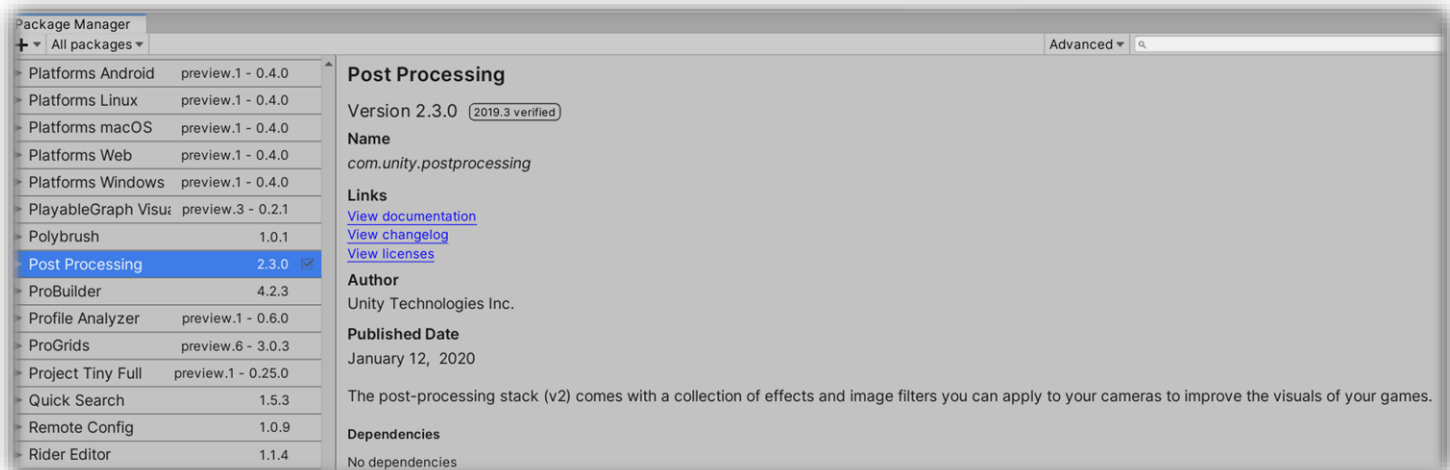 Package Manager
+ All packages Advanced
Platforms Android preview.1 - 0.4.0
Platforms Linux preview.1 - 0.4.0
Platforms macOS preview.1 - 0.4.0
Platforms Web preview.1 - 0.4.0
Platforms Windows preview.1 - 0.4.0
PlayableGraph Visua preview.3 - 0.2.1
Polybrush 1.0.1
Post Processing 2.3.0
ProBuilder 4.2.3
Profile Analyzer preview.1 - 0.6.0
ProGrids preview.6 - 3.0.3
Project Tiny Full preview.1 - 0.25.0
Quick Search 1.5.3
Remote Config 1.0.9
Rider Editor 1.1.4
Post Processing
Version 2.3.0 2019.3 verified
Name
com.unity.postprocessing
Links
View documentation
View changelog
View licenses
Author
Unity Technologies Inc.
Published Date
January 12, 2020
The post-processing stack (v2) comes with a collection of effects and image filters you can apply to your cameras to improve the visuals of your games.
Dependencies
No dependencies